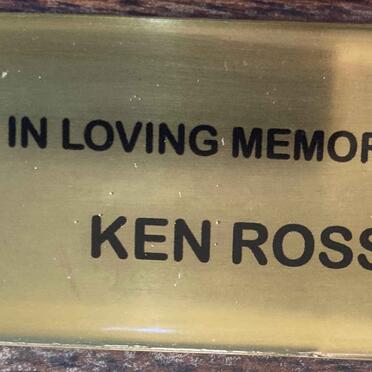 IN LOVING MEMOR
KEN ROSS